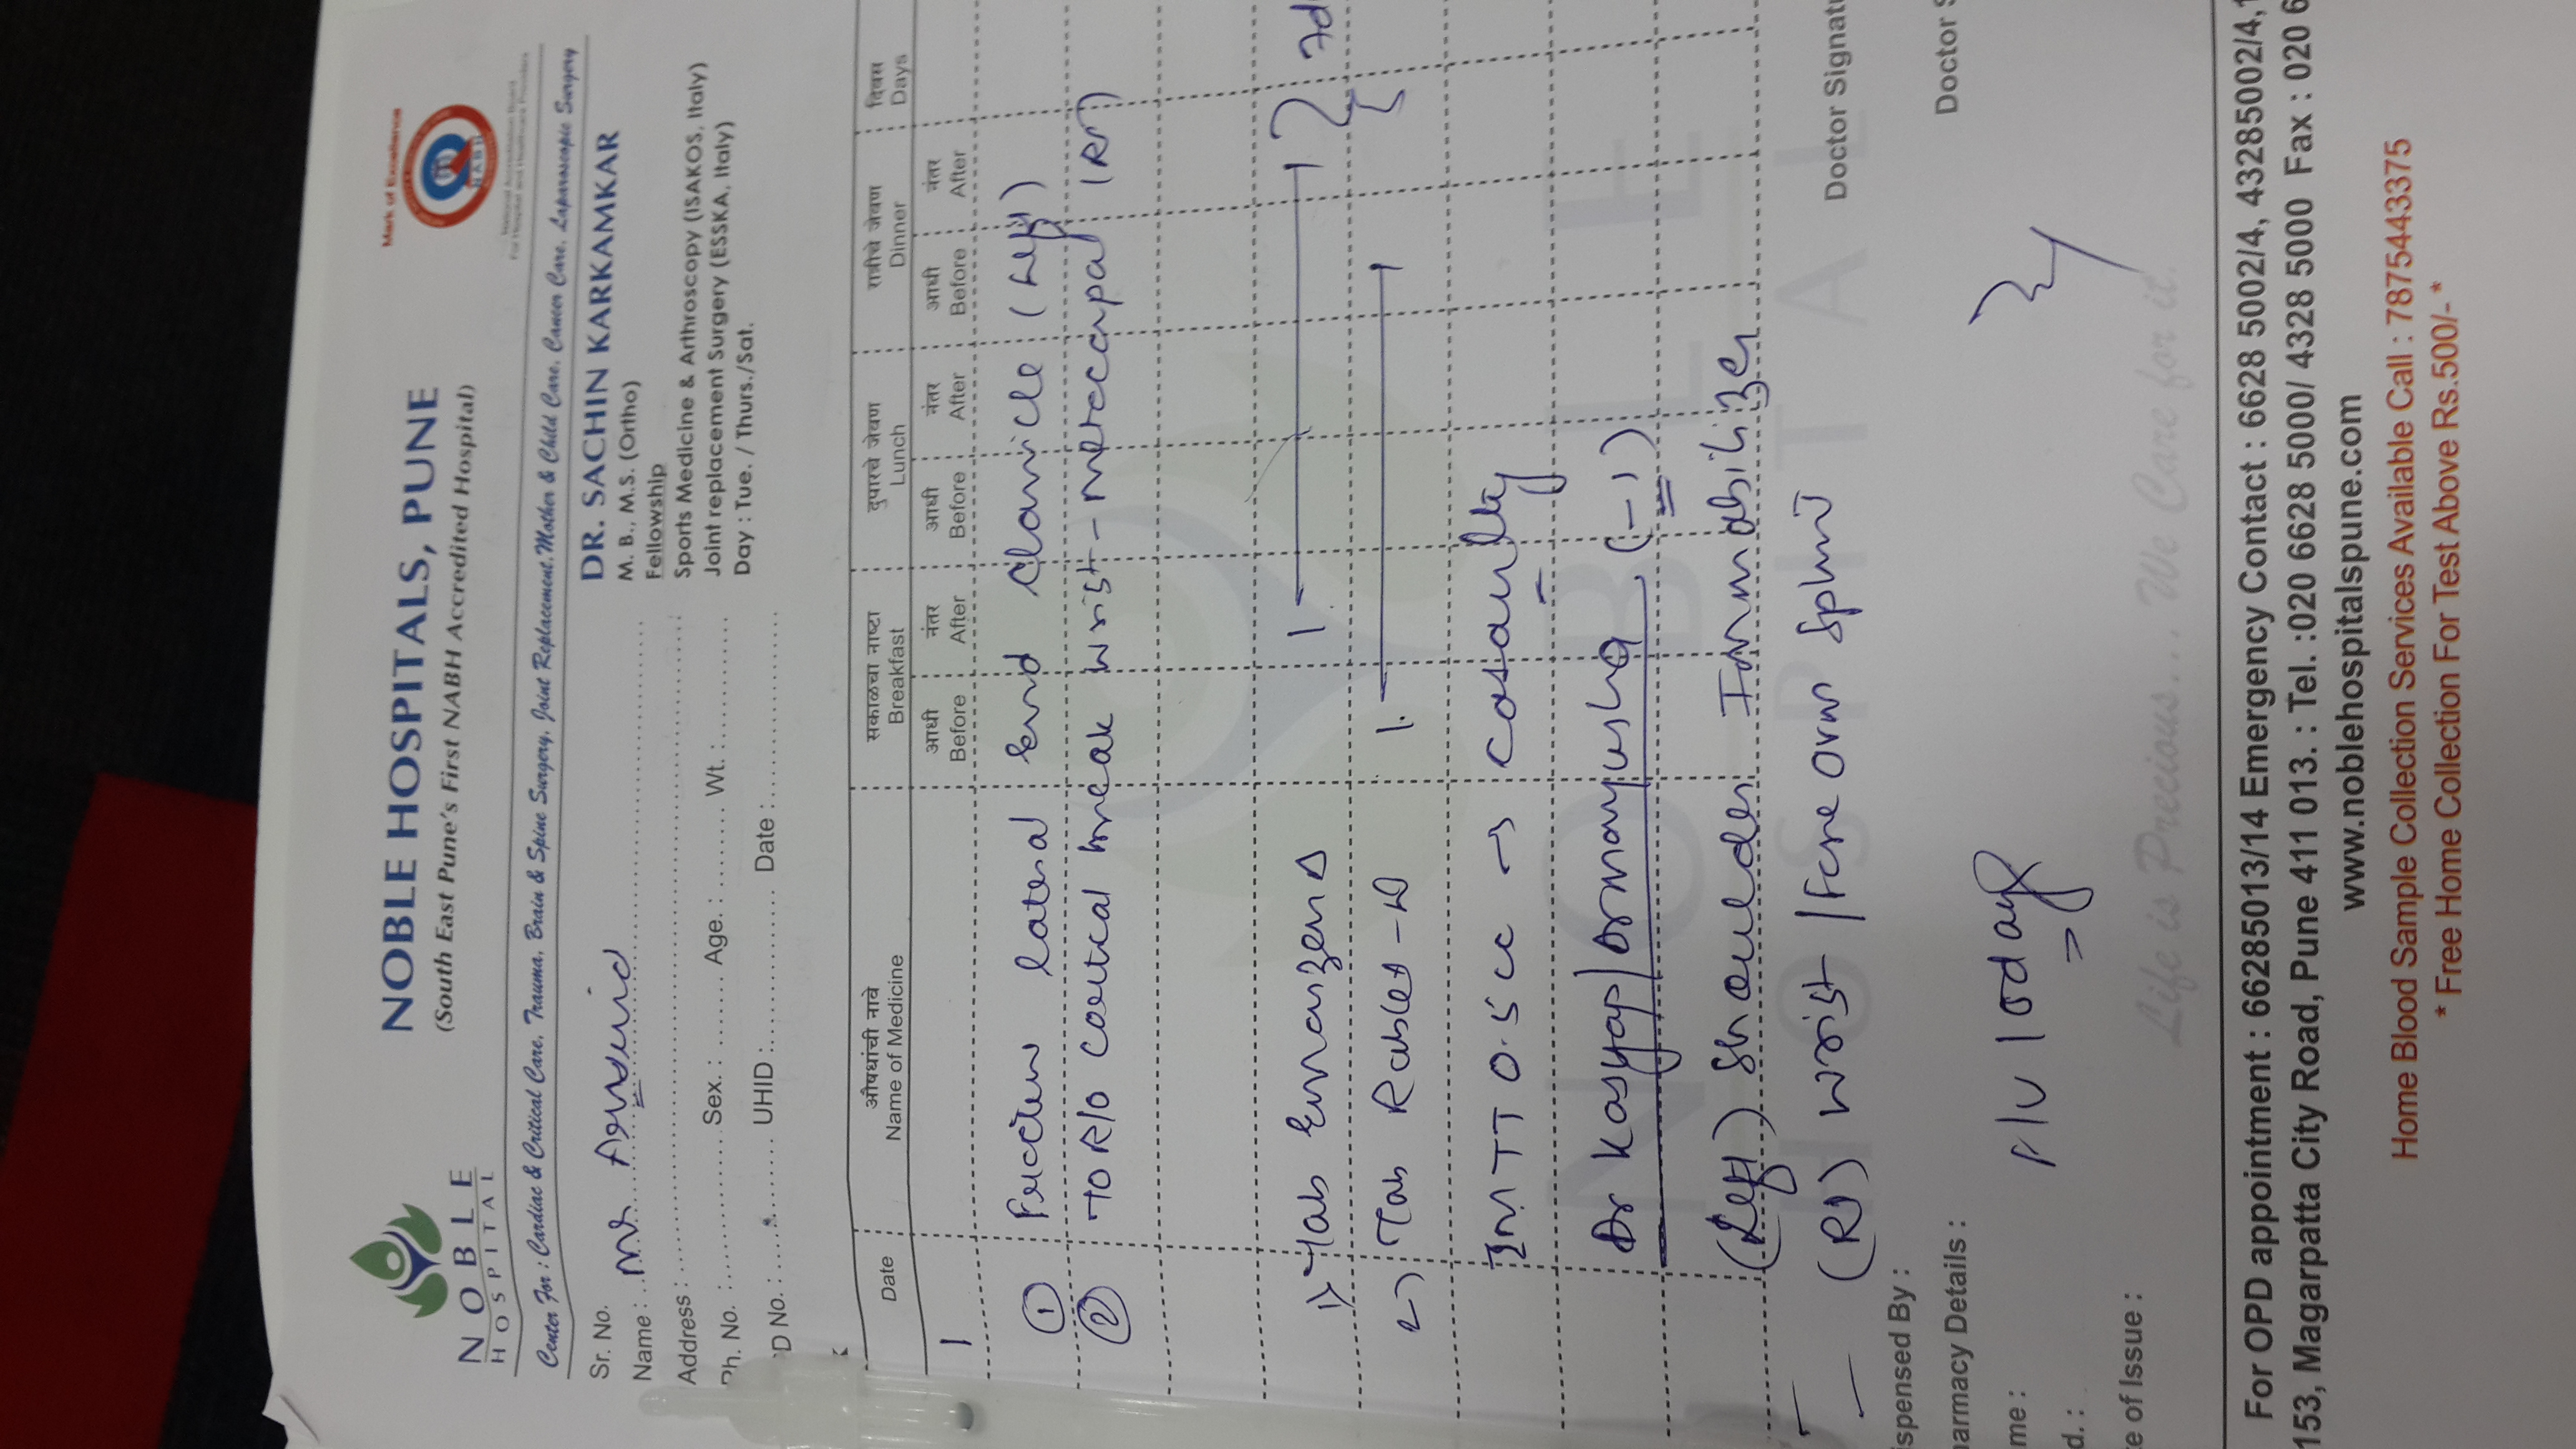 NOBLE
HOSPITAL
NOBLE HOSPITALS, PUNE
(South East Pune's First NABH Accredited Hospital)
Mark of Excellence
NABH
National Accreditation Board
For Hospital and Healthcare Providers
Center For : Cardiac & Critical Care, Trauma, Brain & Spine Surgery, Joint Replacement, Mother & Child Care, Cancer Care, Laparoscopic Surgery
Sr. No.
Name : Mr
Address :
Ph. No. : Sex. : Age. : Wt. :
D No. : UHID : Date :
DR. SACHIN KARKAMKAR
M. B., M.S. (Ortho)
Fellowship
Sports Medicine & Arthroscopy (ISAKOS, Italy)
Joint replacement Surgery (ESSKA, Italy)
Day : Tue. / Thurs./Sat.
औषधांची नावे सकाळचा नाष्टा दुपारचे जेवण रात्रीचे जेवण दिवस
Date Name of Medicine Breakfast Lunch Dinner Days
आधी नंतर आधी नंतर आधी नंतर
Before After Before After Before After
1
① lateral End Clavicle (Left)
② To R/O Cortical break Wrist - Metacarpal (Rt)
1) Tab 1 1 7d
2) Tab Rablet-D 1 1
TT 0.5 cc → Casaulty
Dr Kasyap/Dr Mayusha (-1)
(Left) Shoulder Immobilizer
(Rt) Wrist/Fore arm Splint
Doctor Signat
ispensed By :
armacy Details : Doctor S
me :
F/U 10 days
d. :
e of Issue :
Life is Precious... We Care for it.
For OPD appointment : 66285013/14 Emergency Contact : 6628 5002/4, 43285002/4,
153, Magarpatta City Road, Pune 411 013. : Tel. :020 6628 5000/ 4328 5000 Fax : 020 6
www.noblehospitalspune.com
Home Blood Sample Collection Services Available Call : 7875443375
* Free Home Collection For Test Above Rs.500/- *